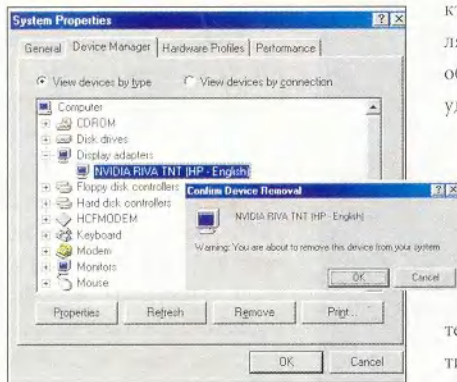 System Properties
General Device Manager Hardware Profiles Performance
View devices by type View devices by connection
Computer
CDROM
Disk drives
Display adapters
NVIDIA RIVA TNT (HP - English)
Floppy disk controllers
Hard disk controllers
HCFMODEM
Keyboard
Modem
Monitors
Mouse
Confirm Device Removal
NVIDIA RIVA TNT (HP - English)
Warning: You are about to remove this device from your system.
OK Cancel
Properties Refresh Remove Print...
OK Cancel